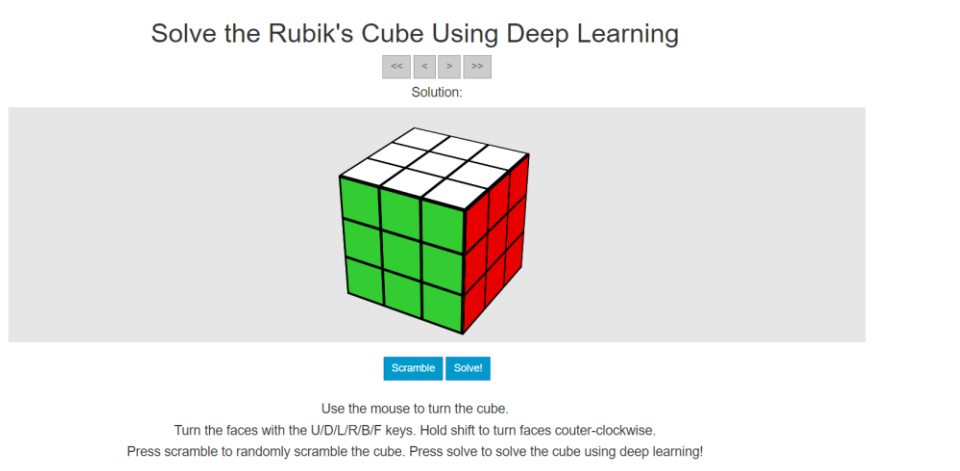 Solve the Rubik's Cube Using Deep Learning
<< < > >>
Solution:
Scramble Solve!
Use the mouse to turn the cube.
Turn the faces with the U/D/L/R/B/F keys. Hold shift to turn faces couter-clockwise.
Press scramble to randomly scramble the cube. Press solve to solve the cube using deep learning!